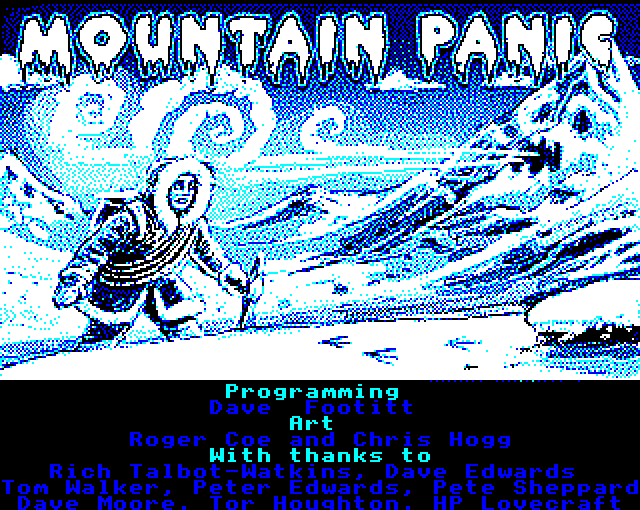 MOUNTAIN PANIC
Programming
Dave Footitt
Art
Roger Coe and Chris Hogg
With thanks to
Rich Talbot-Watkins, Dave Edwards
Tom Walker, Peter Edwards, Pete Sheppard
Dave Moore, Tor Houghton, HP Lovecraft